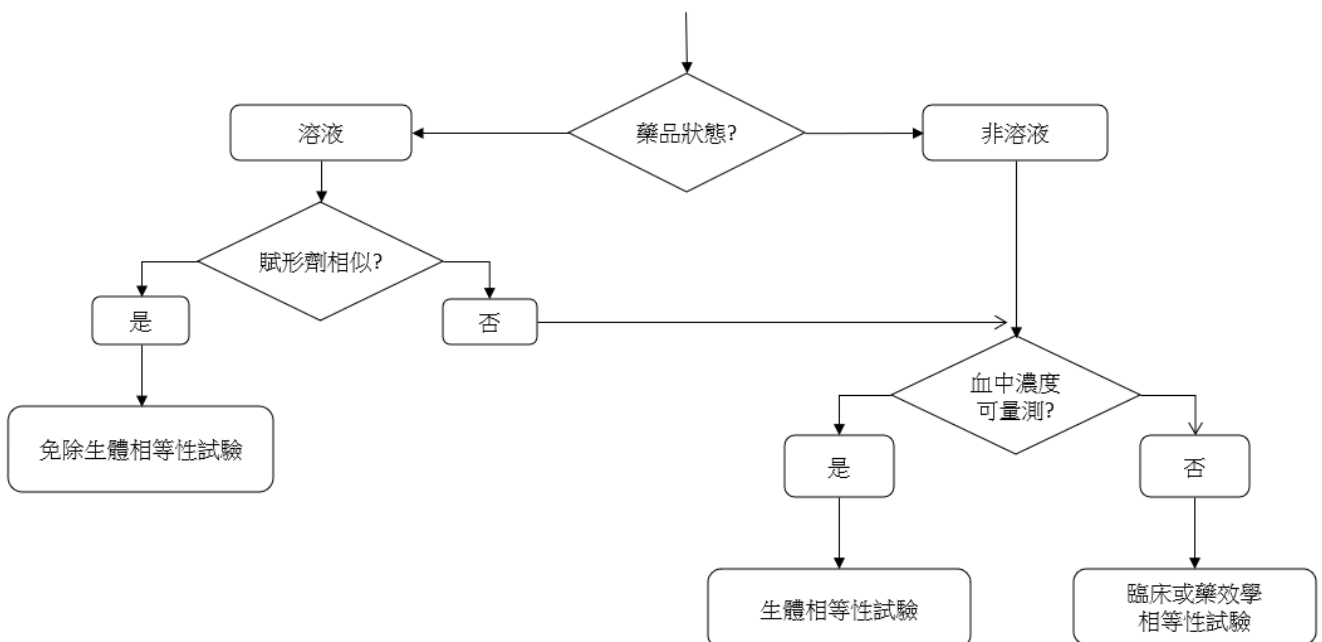 藥品狀態?
溶液
非溶液
賦形劑相似?
是
否
免除生體相等性試驗
血中濃度
可量測?
是
否
生體相等性試驗
臨床或藥效學
相等性試驗